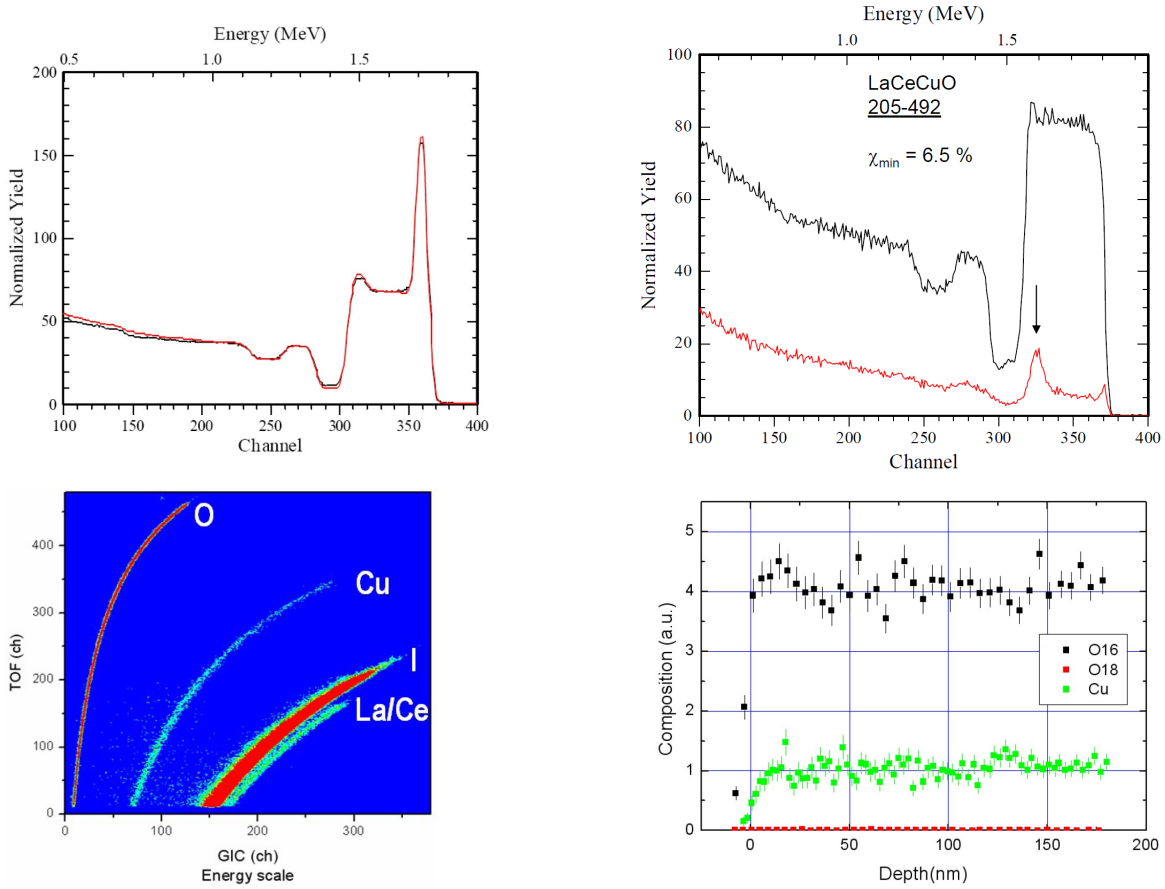 Energy (MeV)
0.5 1.0 1.5
200
150
100
50
0
Normalized Yield
100 150 200 250 300 350 400
Channel
Energy (MeV)
1.0 1.5
100
80
60
40
20
0
Normalized Yield
LaCeCuO
205-492
χmin = 6.5 %
100 150 200 250 300 350 400
Channel
O
Cu
I
La/Ce
400
300
200
100
0
TOF (ch)
0 100 200 300
GIC (ch)
Energy scale
5
4
3
2
1
0
Composition (a.u.)
O16
O18
Cu
0 50 100 150 200
Depth(nm)